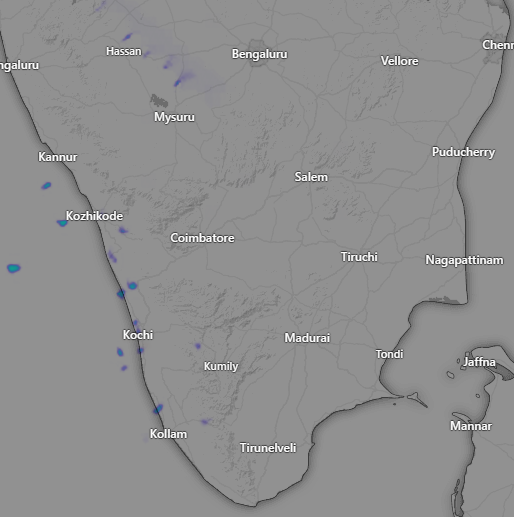 Hassan
Bengaluru
Chenn
ngaluru
Vellore
Mysuru
Kannur
Puducherry
Salem
Kozhikode
Coimbatore
Tiruchi
Nagapattinam
Kochi
Madurai
Tondi
Jaffna
Kumily
Mannar
Kollam
Tirunelveli